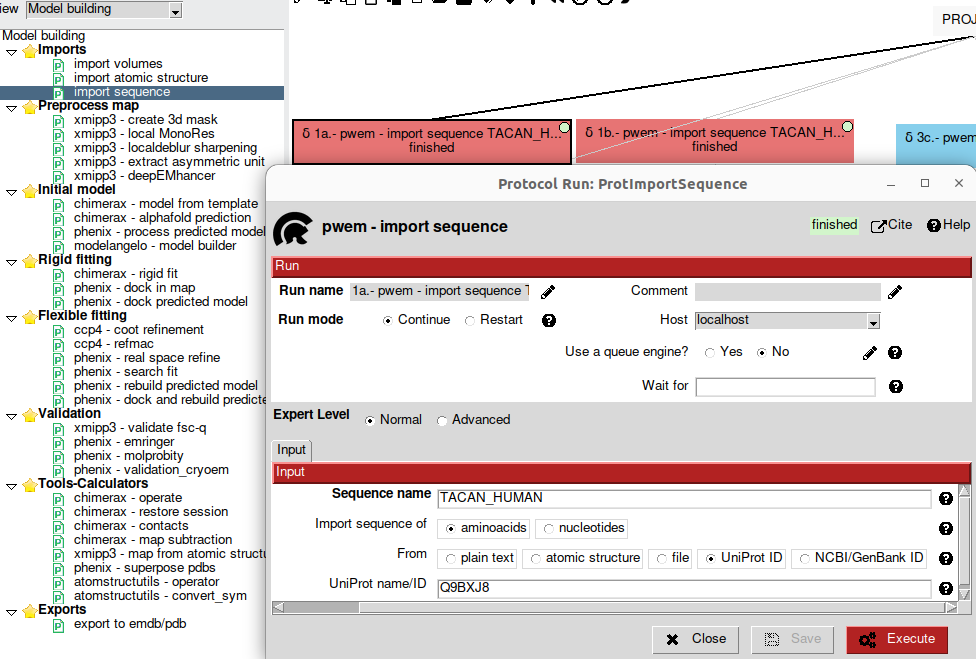 iew Model building
PROJ
Model building
Imports
import volumes
import atomic structure
import sequence
Preprocess map
xmipp3 - create 3d mask
xmipp3 - local MonoRes
xmipp3 - localdeblur sharpening
xmipp3 - extract asymmetric unit
xmipp3 - deepEMhancer
Initial model
chimerax - model from template
chimerax - alphafold prediction
phenix - process predicted model
modelangelo - model builder
Rigid fitting
chimerax - rigid fit
phenix - dock in map
phenix - dock predicted model
Flexible fitting
ccp4 - coot refinement
ccp4 - refmac
phenix - real space refine
phenix - search fit
phenix - rebuild predicted model
phenix - dock and rebuild predicte
Validation
xmipp3 - validate fsc-q
phenix - emringer
phenix - molprobity
phenix - validation_cryoem
Tools-Calculators
chimerax - operate
chimerax - restore session
chimerax - contacts
chimerax - map subtraction
xmipp3 - map from atomic structu
phenix - superpose pdbs
atomstructutils - operator
atomstructutils - convert_sym
Exports
export to emdb/pdb
δ 1a.- pwem - import sequence TACAN_H...
finished
δ 1b.- pwem - import sequence TACAN_H...
finished
δ 3c.- pwem
Protocol Run: ProtImportSequence
pwem - import sequence
finished Cite Help
Run
Run name 1a.- pwem - import sequence T Comment
Run mode Continue Restart Host localhost
Use a queue engine? Yes No
Wait for
Expert Level Normal Advanced
Input
Input
Sequence name TACAN_HUMAN
Import sequence of aminoacids nucleotides
From plain text atomic structure file UniProt ID NCBI/GenBank ID
UniProt name/ID Q9BXJ8
Close Save Execute